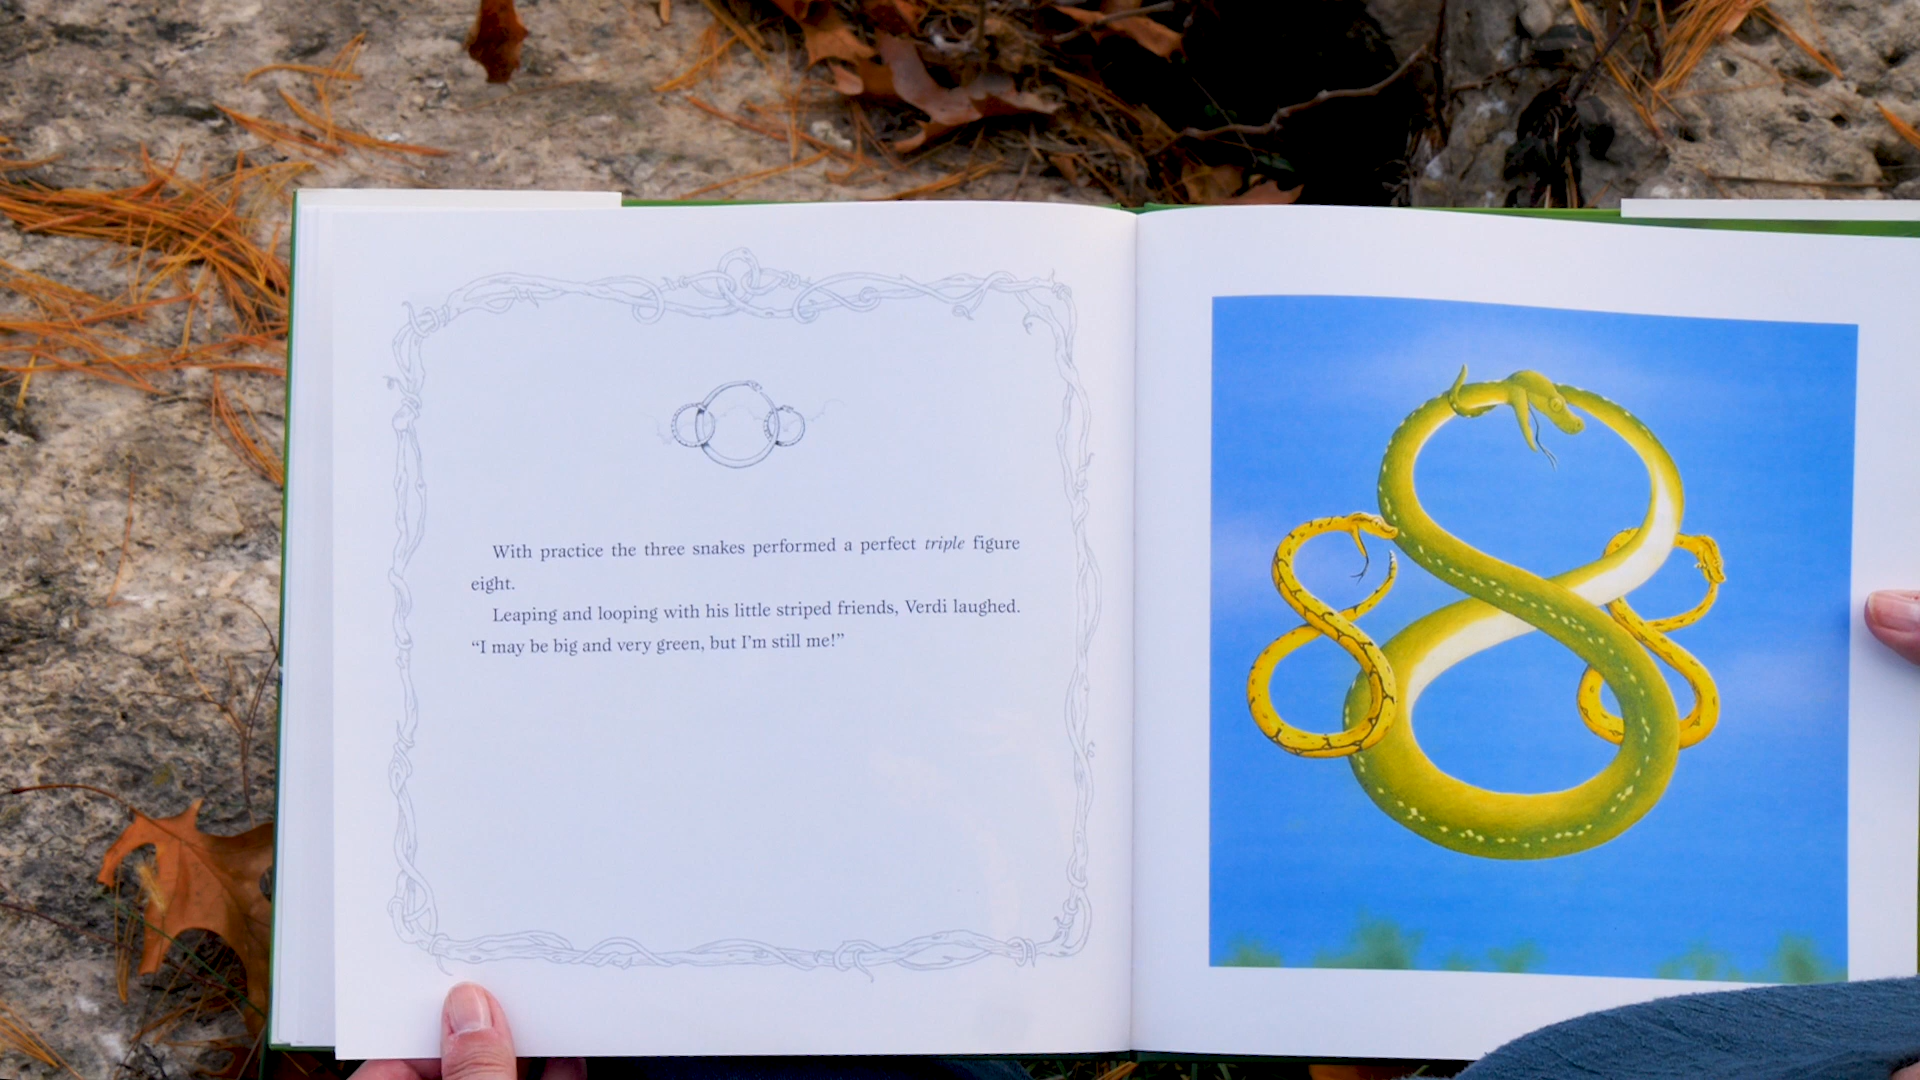 With practice the three snakes performed a perfect triple figure
eight.
Leaping and looping with his little striped friends, Verdi laughed.
“I may be big and very green, but I’m still me!”